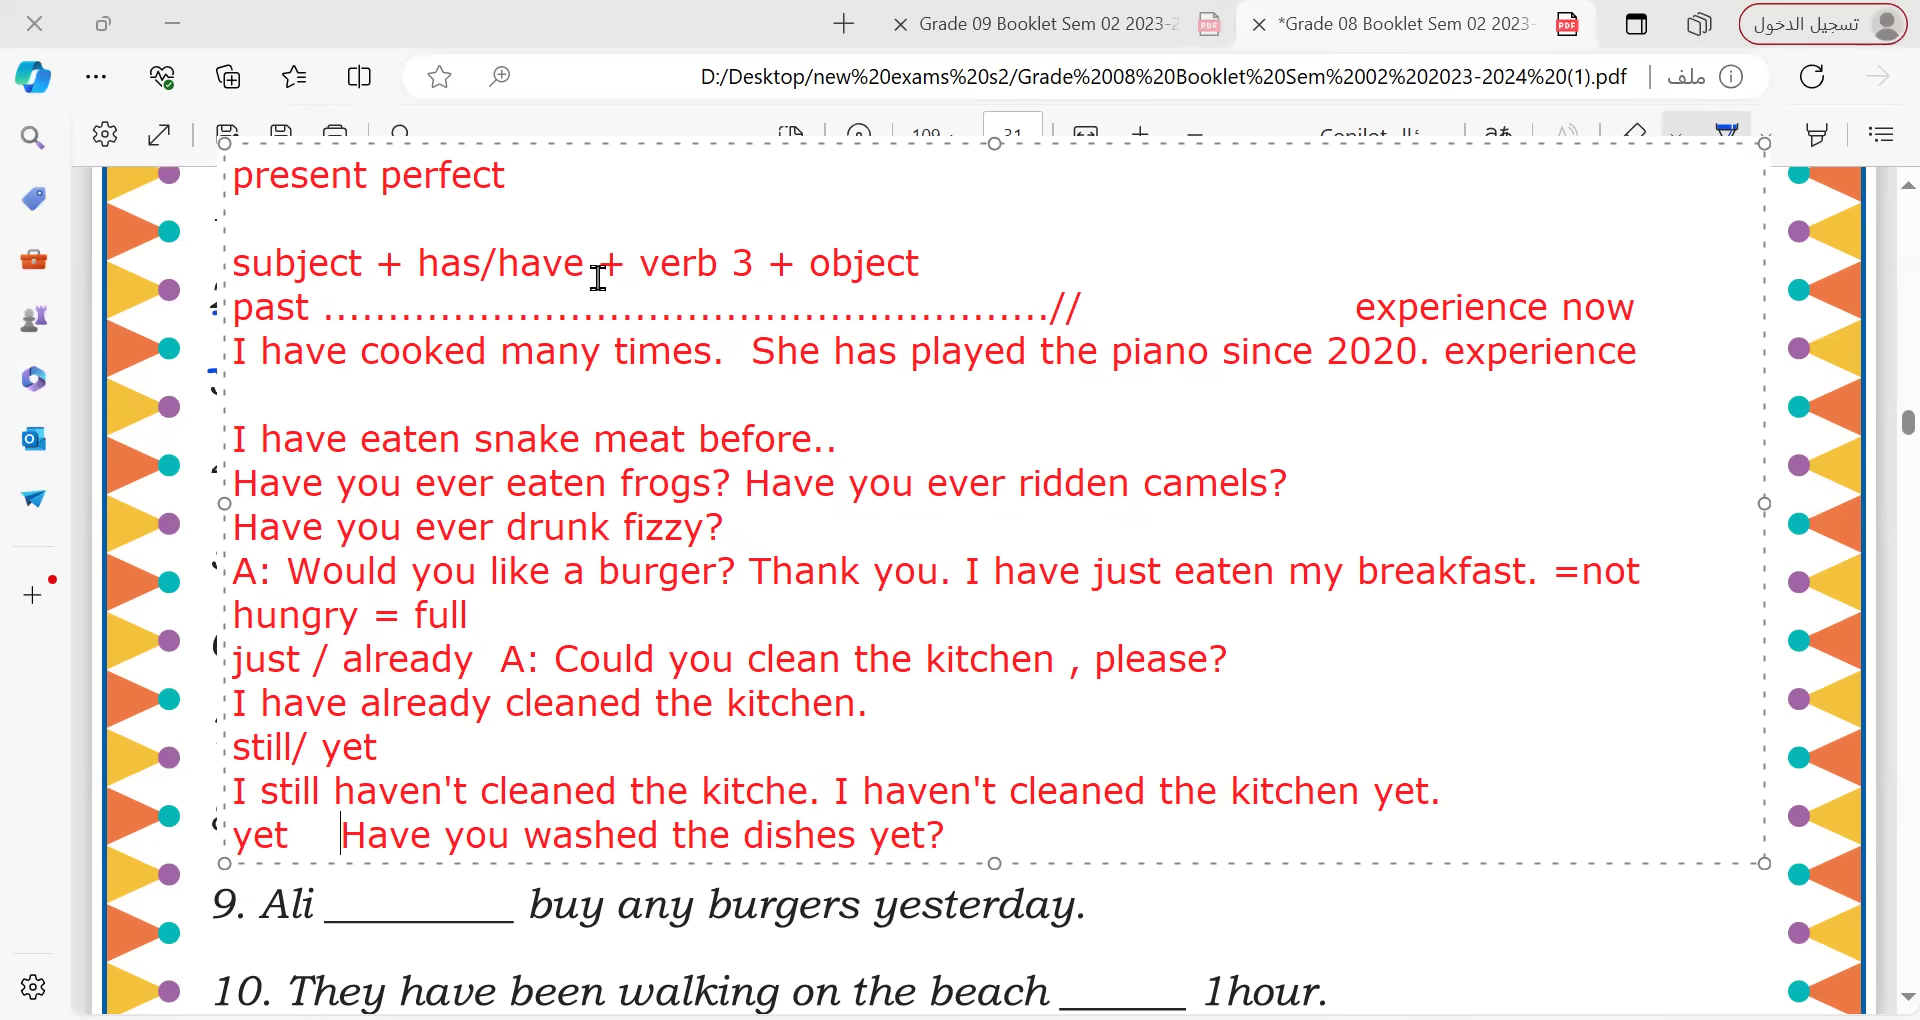 Grade 09 Booklet Sem 02 2023-2
*Grade 08 Booklet Sem 02 2023-
تسجيل الدخول
D:/Desktop/new%20exams%20s2/Grade%2008%20Booklet%20Sem%2002%202023-2024%20(1).pdf
ملف
present perfect
subject + has/have + verb 3 + object
past ........................................................// experience now
I have cooked many times. She has played the piano since 2020. experience
I have eaten snake meat before..
Have you ever eaten frogs? Have you ever ridden camels?
Have you ever drunk fizzy?
A: Would you like a burger? Thank you. I have just eaten my breakfast. =not
hungry = full
just / already A: Could you clean the kitchen , please?
I have already cleaned the kitchen.
still/ yet
I still haven't cleaned the kitche. I haven't cleaned the kitchen yet.
yet Have you washed the dishes yet?
9. Ali ________ buy any burgers yesterday.
10. They have been walking on the beach _____ 1hour.